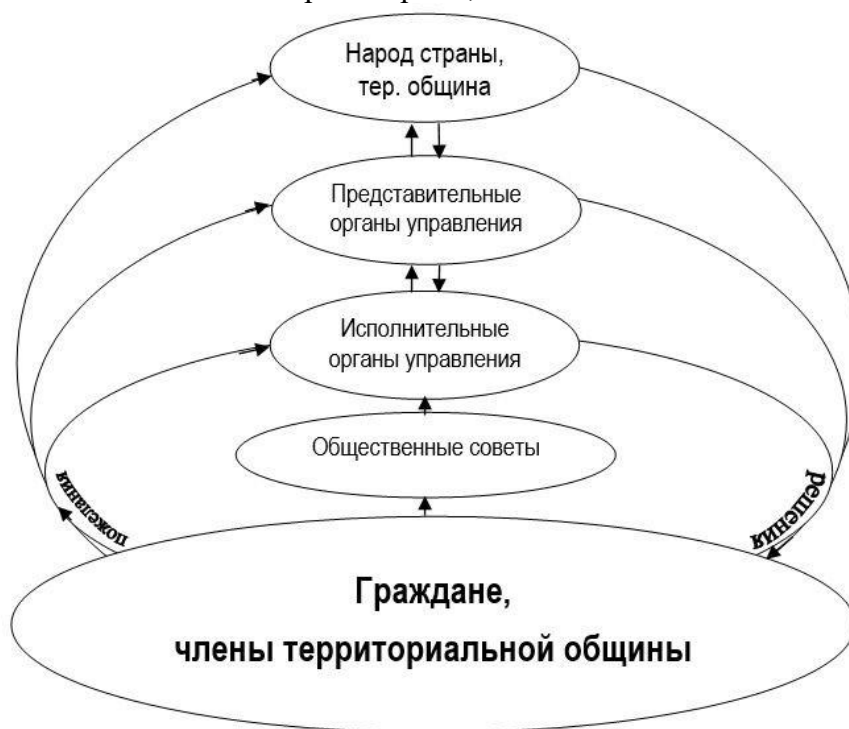 Народ страны,
тер. община
Представительные
органы управления
Исполнительные
органы управления
Общественные советы
пожелания
решения
Граждане,
члены территориальной общины